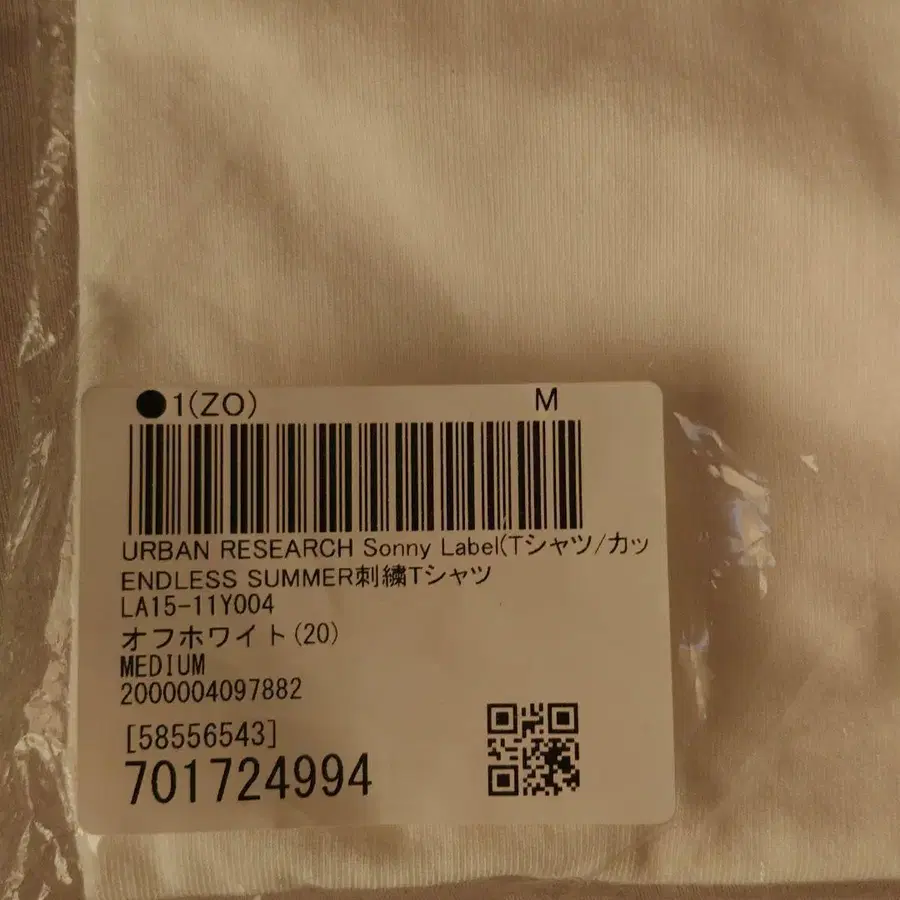 ●1(ZO) M
URBAN RESEARCH Sonny Label(Tシャツ/カッ
ENDLESS SUMMER刺繍Tシャツ
LA15-11Y004
オフホワイト(20)
MEDIUM
2000004097882
[58556543]
701724994